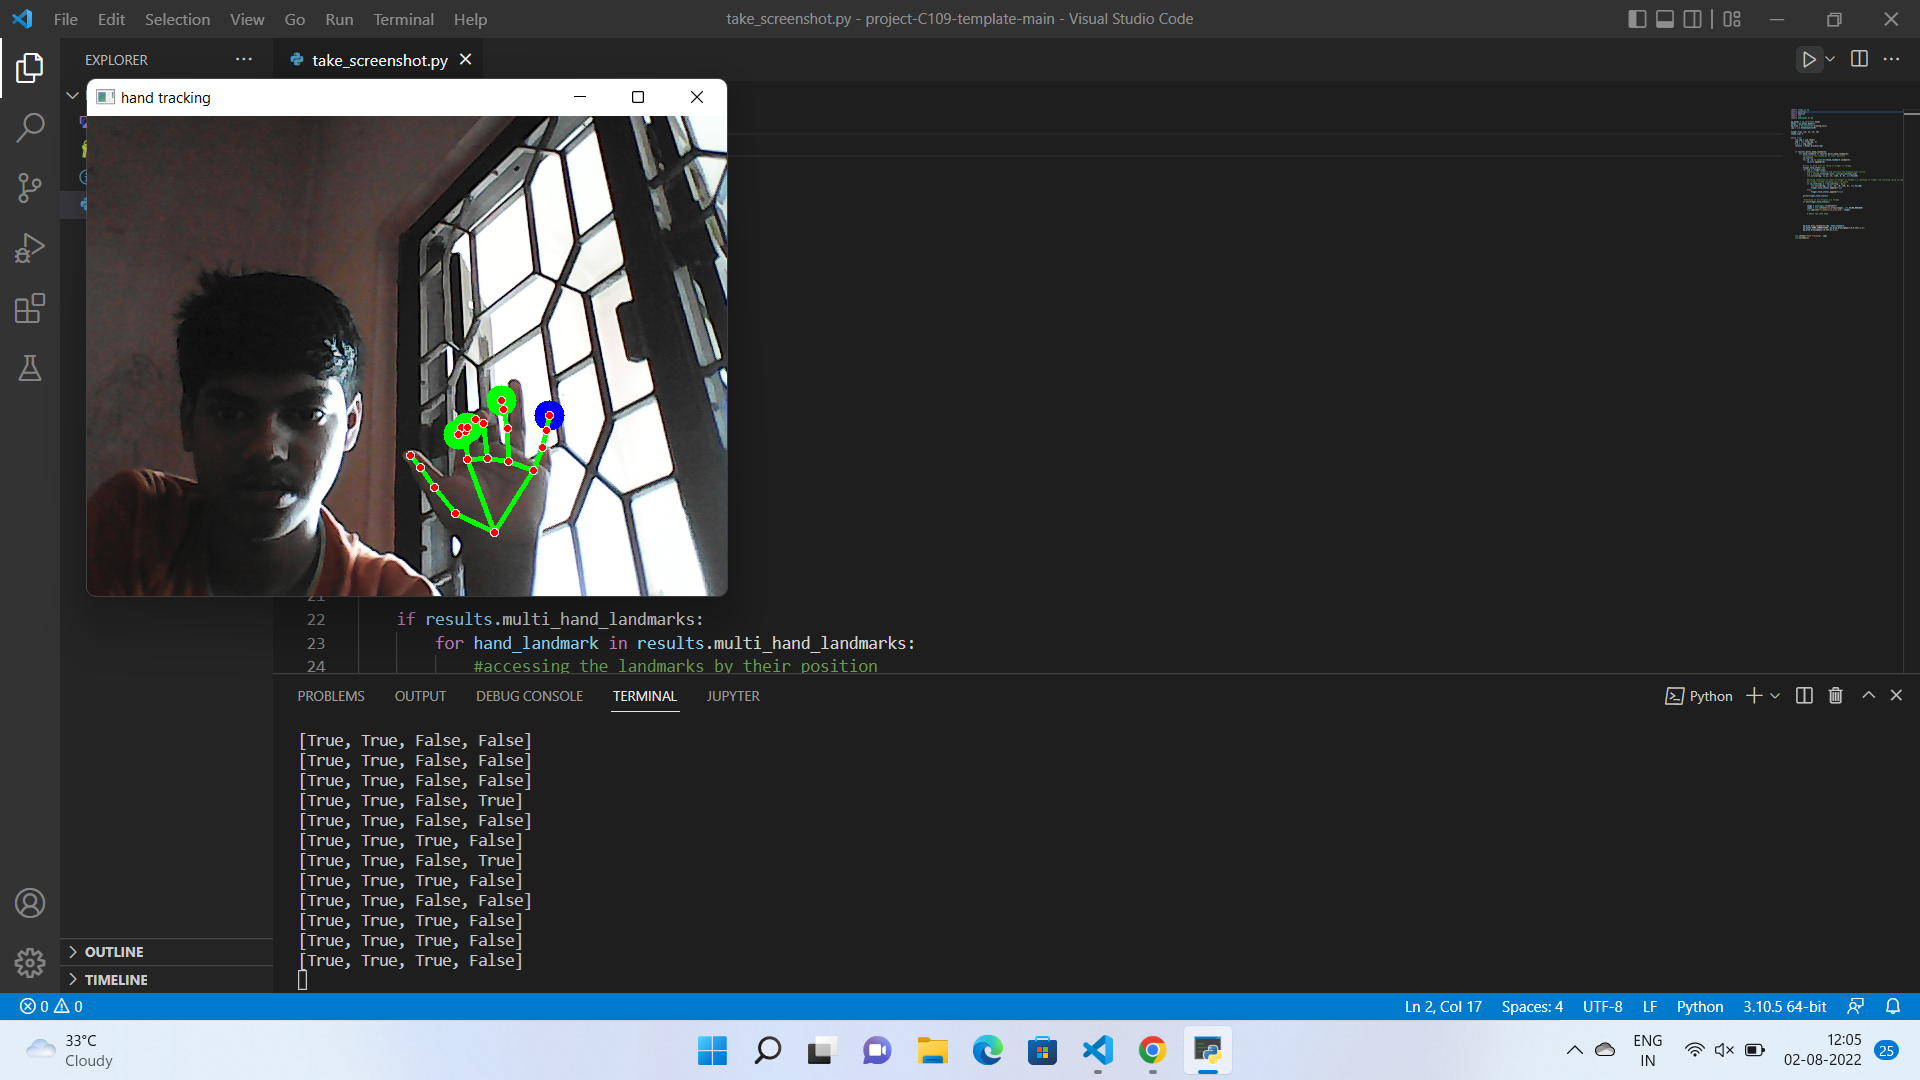 File Edit Selection View Go Run Terminal Help
take_screenshot.py - project-C109-template-main - Visual Studio Code
EXPLORER
take_screenshot.py
hand tracking
21
22 if results.multi_hand_landmarks:
23 for hand_landmark in results.multi_hand_landmarks:
24 #accessing the landmarks by their position
PROBLEMS OUTPUT DEBUG CONSOLE TERMINAL JUPYTER
Python
[True, True, False, False]
[True, True, False, False]
[True, True, False, False]
[True, True, False, True]
[True, True, False, False]
[True, True, True, False]
[True, True, False, True]
[True, True, True, False]
[True, True, False, False]
[True, True, True, False]
[True, True, True, False]
[True, True, True, False]
OUTLINE
TIMELINE
0 0
Ln 2, Col 17 Spaces: 4 UTF-8 LF Python 3.10.5 64-bit
33°C
Cloudy
ENG
IN
12:05
02-08-2022
25